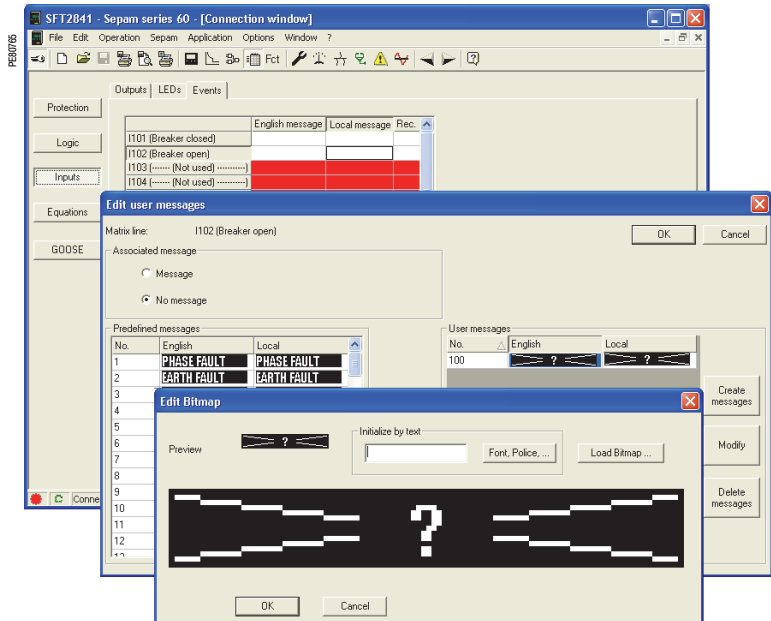 PE80765
SFT2841 - Sepam series 60 - [Connection window]
File Edit Operation Sepam Application Options Window ?
Fct
Outputs LEDs Events
Protection
Logic
Inputs
Equations
GOOSE
English message Local message Rec.
I101 (Breaker closed)
I102 (Breaker open)
I103 (------ (Not used) ----------)
I104 (------ (Not used) ----------)
Edit user messages
Matrix line: I102 (Breaker open)
OK Cancel
Associated message
Message
No message
Predefined messages
No. English Local
1 PHASE FAULT PHASE FAULT
2 EARTH FAULT EARTH FAULT
3
4
5
6
7
8
9
10
11
12
User messages
No. English Local
100 ? ?
Create messages
Modify
Delete messages
Conne
Edit Bitmap
Preview ?
Initialize by text
Font, Police, ...
Load Bitmap ...
?
OK Cancel